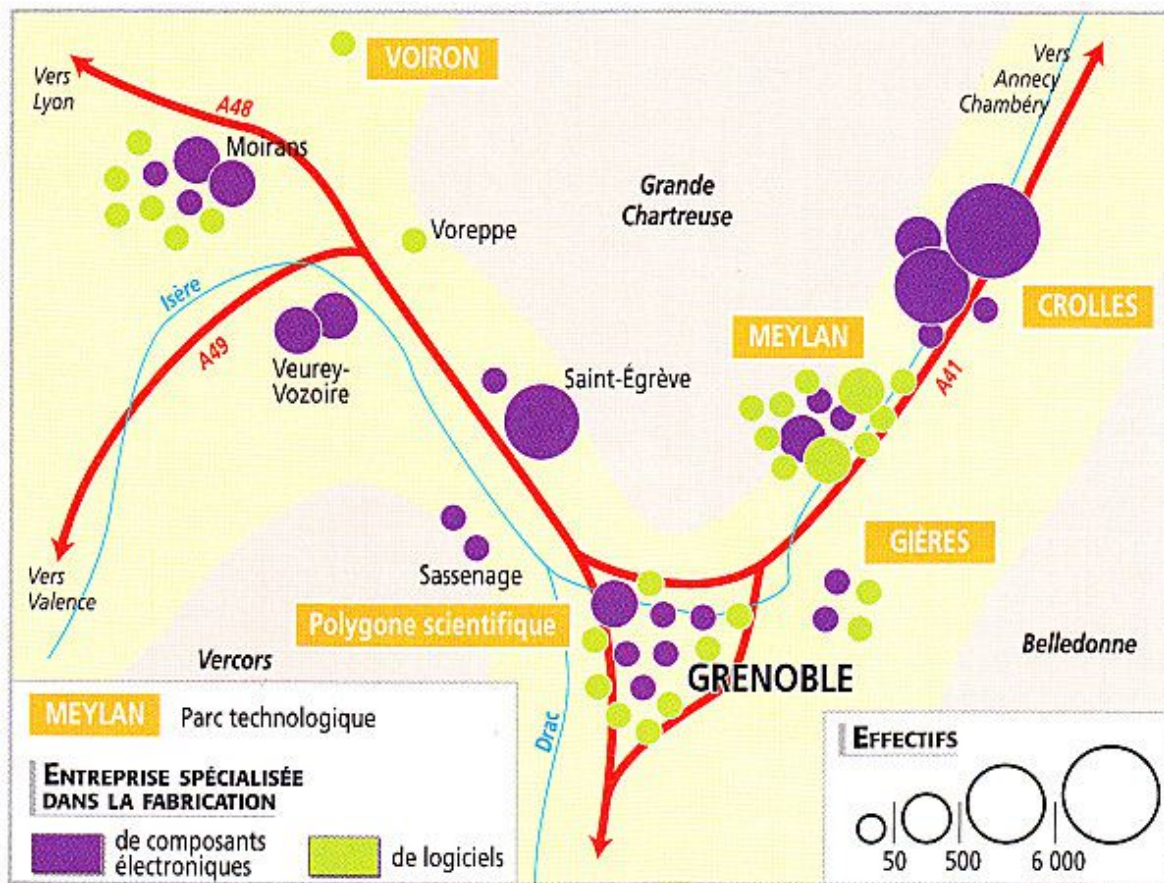 VOIRON
Vers
Lyon
A48
Moirans
Vers
Annecy
Chambéry
Grande
Chartreuse
Voreppe
Isère
A49
Veurey-
Vozoire
Saint-Égrève
MEYLAN
CROLLES
A41
Vers
Valence
Sassenage
GIÈRES
Polygone scientifique
Vercors
GRENOBLE
Belledonne
Drac
MEYLAN
Parc technologique
ENTREPRISE SPÉCIALISÉE
DANS LA FABRICATION
de composants
électroniques
de logiciels
EFFECTIFS
50
500
6 000